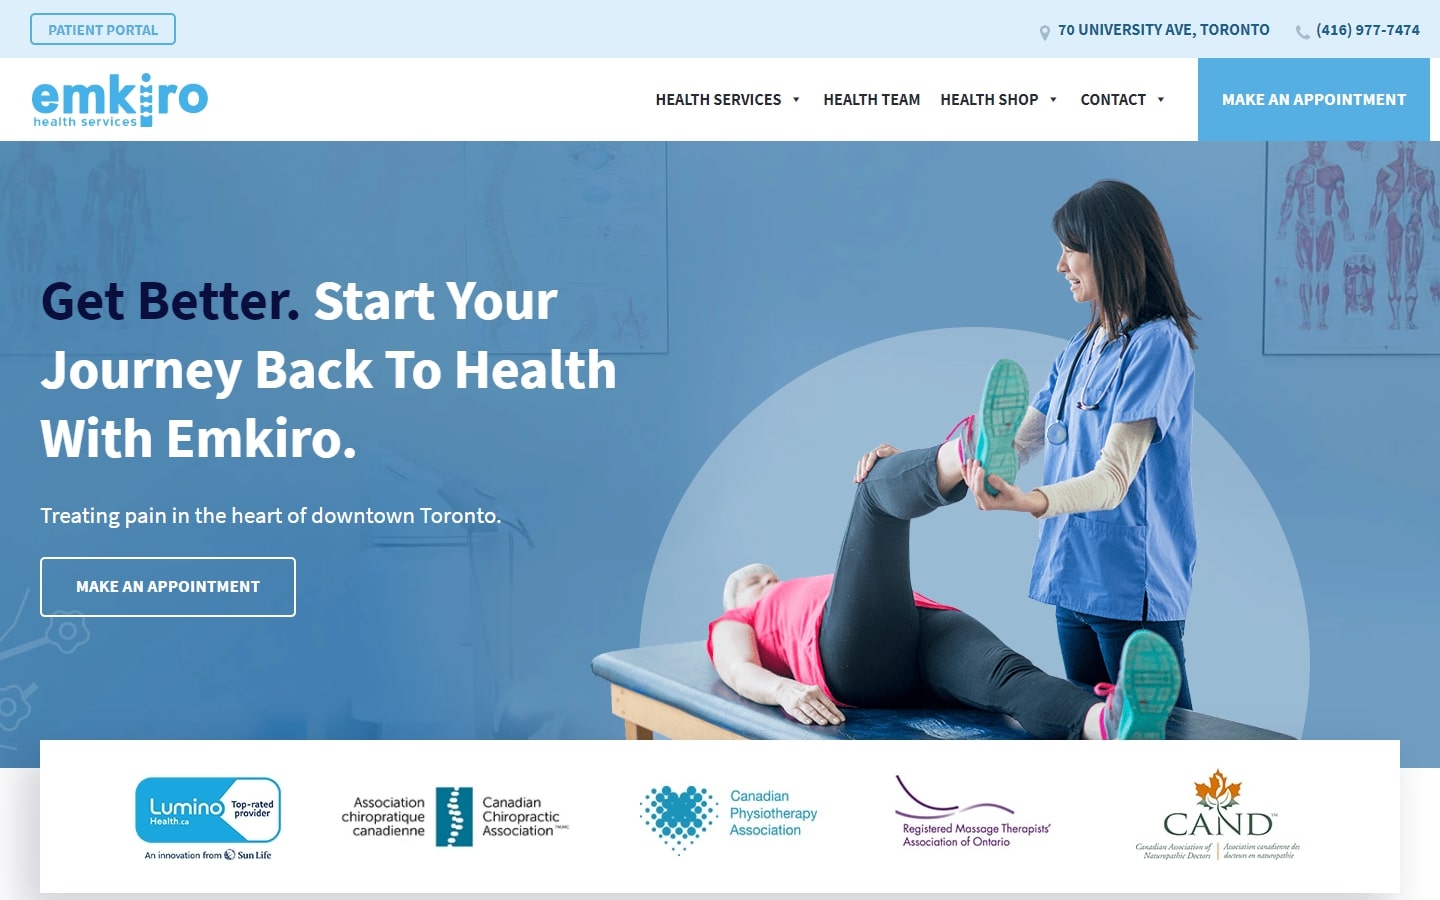 PATIENT PORTAL
70 UNIVERSITY AVE, TORONTO
(416) 977-7474
emkiro
health services
HEALTH SERVICES
HEALTH TEAM
HEALTH SHOP
CONTACT
MAKE AN APPOINTMENT
Get Better. Start Your
Journey Back To Health
With Emkiro.
Treating pain in the heart of downtown Toronto.
MAKE AN APPOINTMENT
Lumino
Health.ca
Top-rated
provider
An innovation from Sun Life
Association
chiropratique
canadienne
Canadian
Chiropractic
Association
Canadian
Physiotherapy
Association
Registered Massage Therapists'
Association of Ontario
CAND
Canadian Association of
Naturopathic Doctors
Association canadienne des
docteurs en naturopathie